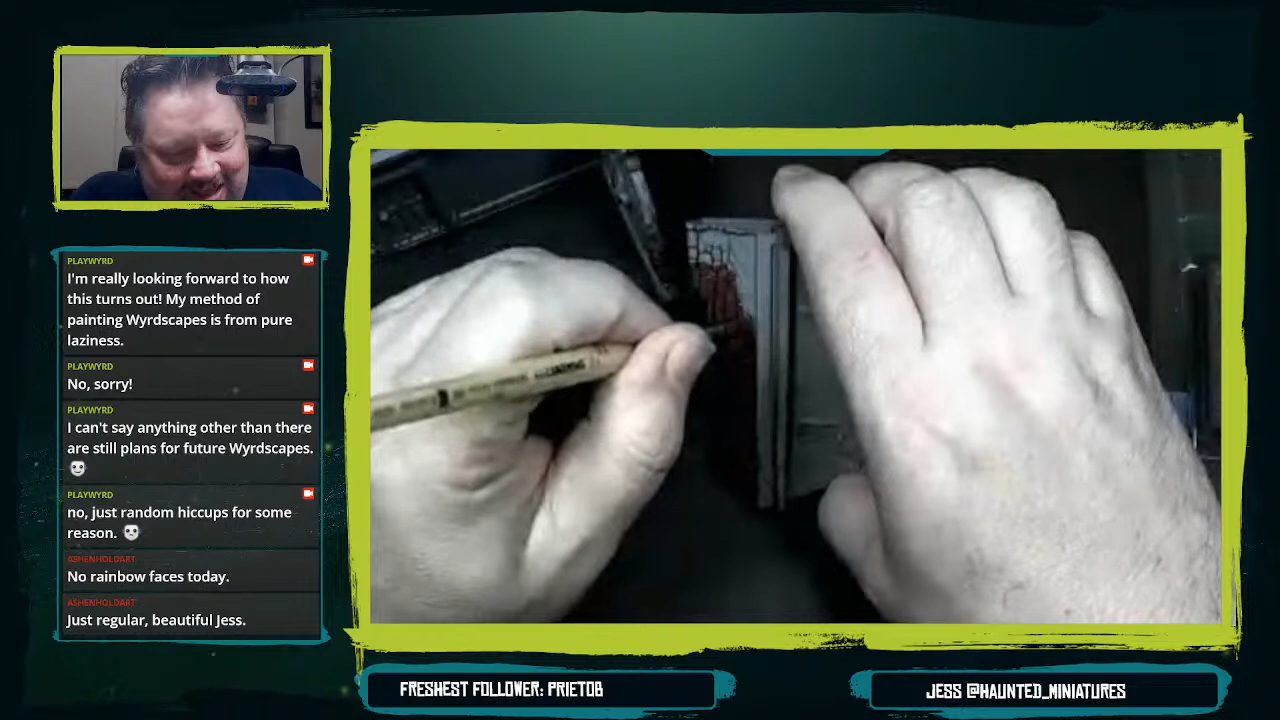 PLAYWYRD
I'm really looking forward to how
this turns out! My method of
painting Wyrdscapes is from pure
laziness.
PLAYWYRD
No, sorry!
PLAYWYRD
I can't say anything other than there
are still plans for future Wyrdscapes.
PLAYWYRD
no, just random hiccups for some
reason.
ASHENHOLDART
No rainbow faces today.
ASHENHOLDART
Just regular, beautiful Jess.
FRESHEST FOLLOWER: PRIETOB
JESS @HAUNTED_MINIATURES